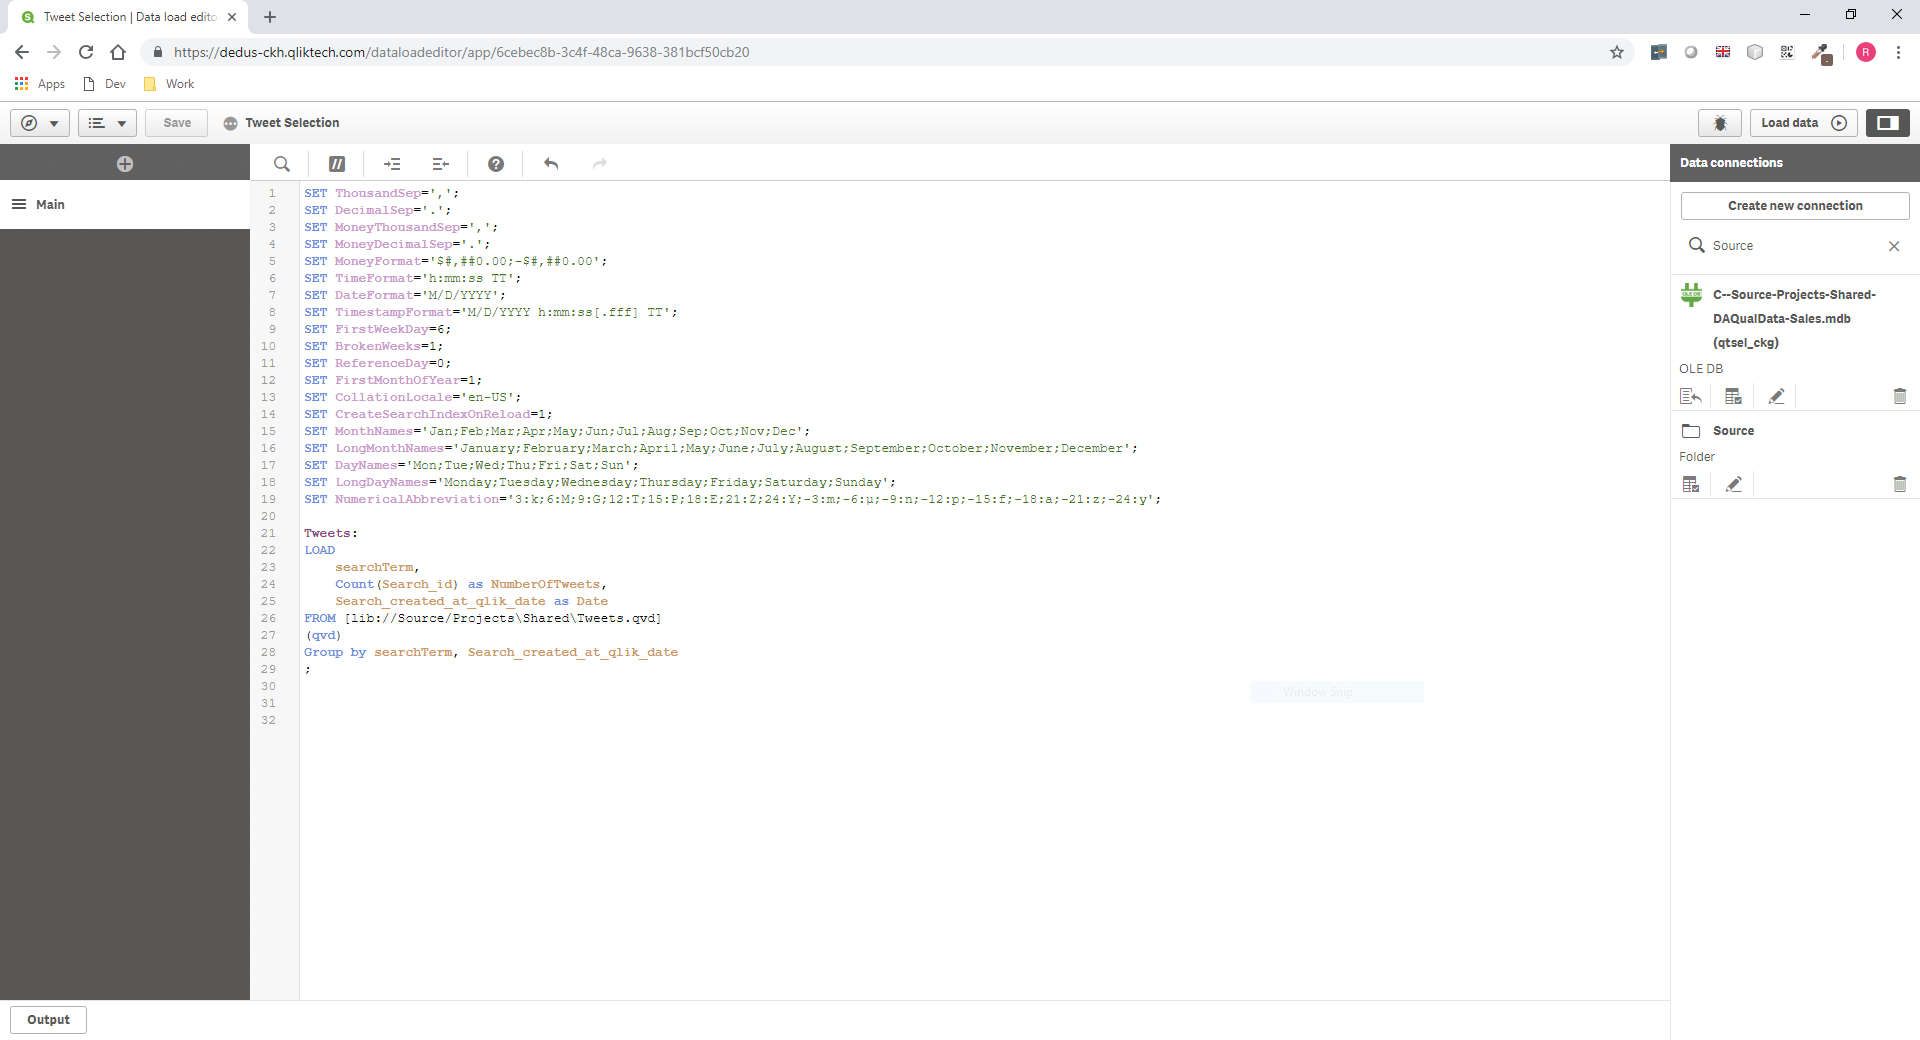 Tweet Selection | Data load edito
https://dedus-ckh.qliktech.com/dataloadeditor/app/6cebec8b-3c4f-48ca-9638-381bcf50cb20
R
Apps Dev Work
Save Tweet Selection Load data
Main
Data connections
Create new connection
Source
C--Source-Projects-Shared-
DAQualData-Sales.mdb
(qtsel_ckg)
OLE DB
Source
Folder
1 SET ThousandSep=',';
2 SET DecimalSep='.';
3 SET MoneyThousandSep=',';
4 SET MoneyDecimalSep='.';
5 SET MoneyFormat='$#,##0.00;-$#,##0.00';
6 SET TimeFormat='h:mm:ss TT';
7 SET DateFormat='M/D/YYYY';
8 SET TimestampFormat='M/D/YYYY h:mm:ss[.fff] TT';
9 SET FirstWeekDay=6;
10 SET BrokenWeeks=1;
11 SET ReferenceDay=0;
12 SET FirstMonthOfYear=1;
13 SET CollationLocale='en-US';
14 SET CreateSearchIndexOnReload=1;
15 SET MonthNames='Jan;Feb;Mar;Apr;May;Jun;Jul;Aug;Sep;Oct;Nov;Dec';
16 SET LongMonthNames='January;February;March;April;May;June;July;August;September;October;November;December';
17 SET DayNames='Mon;Tue;Wed;Thu;Fri;Sat;Sun';
18 SET LongDayNames='Monday;Tuesday;Wednesday;Thursday;Friday;Saturday;Sunday';
19 SET NumericalAbbreviation='3:k;6:M;9:G;12:T;15:P;18:E;21:Z;24:Y;-3:m;-6:µ;-9:n;-12:p;-15:f;-18:a;-21:z;-24:y';
20
21 Tweets:
22 LOAD
23 searchTerm,
24 Count(Search_id) as NumberOfTweets,
25 Search_created_at_qlik_date as Date
26 FROM [lib://Source/Projects\Shared\Tweets.qvd]
27 (qvd)
28 Group by searchTerm, Search_created_at_qlik_date
29 ;
30
31
32
Window Snip
Output